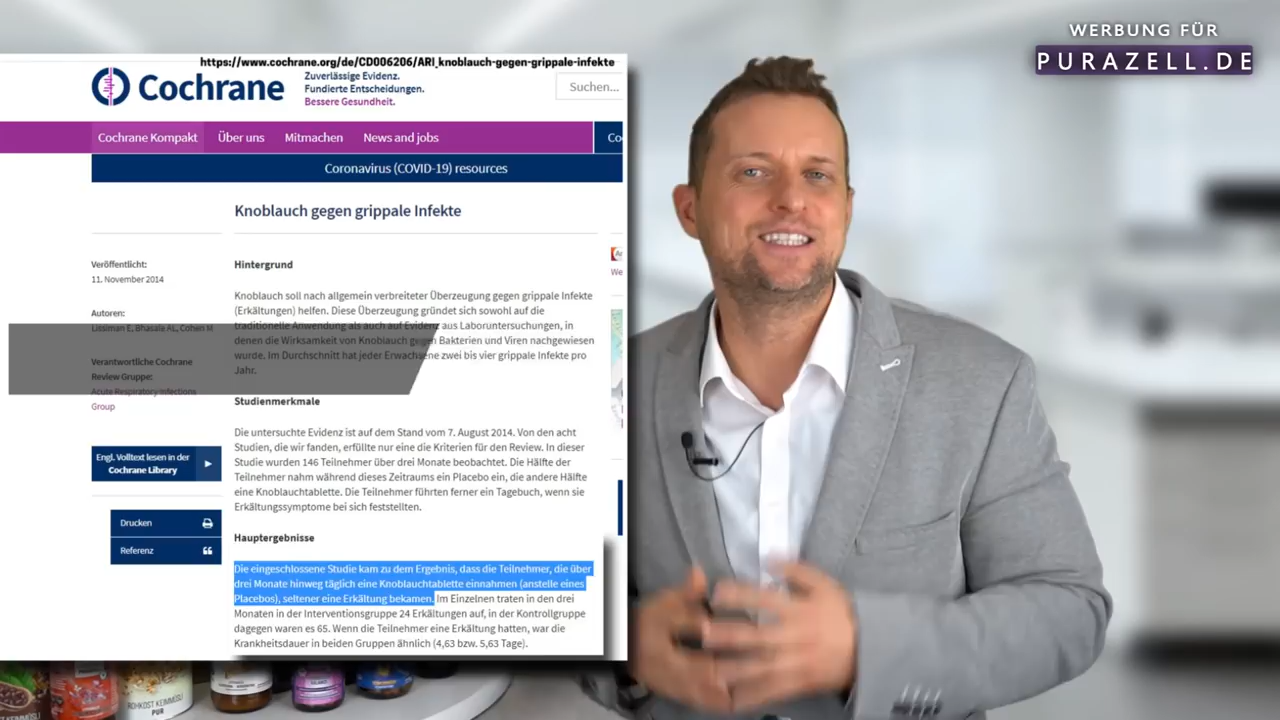 WERBUNG FÜR
PURAZELL.DE
https://www.cochrane.org/de/CD006206/ARI_knoblauch-gegen-grippale-infekte
Cochrane
Zuverlässige Evidenz.
Fundierte Entscheidungen.
Bessere Gesundheit.
Suchen...
Cochrane Kompakt Über uns Mitmachen News and jobs
Co
Coronavirus (COVID-19) resources
Knoblauch gegen grippale Infekte
Veröffentlicht:
11. November 2014
Autoren:
Lissiman E, Bhasale AL, Cohen M
Verantwortliche Cochrane
Review Gruppe:
Acute Respiratory Infections
Group
Engl. Volltext lesen in der
Cochrane Library
Drucken
Referenz
Hintergrund
Knoblauch soll nach allgemein verbreiteter Überzeugung gegen grippale Infekte
(Erkältungen) helfen. Diese Überzeugung gründet sich sowohl auf die
traditionelle Anwendung als auch auf Evidenz aus Laboruntersuchungen, in
denen die Wirksamkeit von Knoblauch gegen Bakterien und Viren nachgewiesen
wurde. Im Durchschnitt hat jeder Erwachsene zwei bis vier grippale Infekte pro
Jahr.
Studienmerkmale
Die untersuchte Evidenz ist auf dem Stand vom 7. August 2014. Von den acht
Studien, die wir fanden, erfüllte nur eine die Kriterien für den Review. In dieser
Studie wurden 146 Teilnehmer über drei Monate beobachtet. Die Hälfte der
Teilnehmer nahm während dieses Zeitraums ein Placebo ein, die andere Hälfte
eine Knoblauchtablette. Die Teilnehmer führten ferner ein Tagebuch, wenn sie
Erkältungssymptome bei sich feststellten.
Hauptergebnisse
Die eingeschlossene Studie kam zu dem Ergebnis, dass die Teilnehmer, die über
drei Monate hinweg täglich eine Knoblauchtablette einnahmen (anstelle eines
Placebos), seltener eine Erkältung bekamen. Im Einzelnen traten in den drei
Monaten in der Interventionsgruppe 24 Erkältungen auf, in der Kontrollgruppe
dagegen waren es 65. Wenn die Teilnehmer eine Erkältung hatten, war die
Krankheitsdauer in beiden Gruppen ähnlich (4,63 bzw. 5,63 Tage).
We
ROHKOST KEIMMÜSLI
PUR